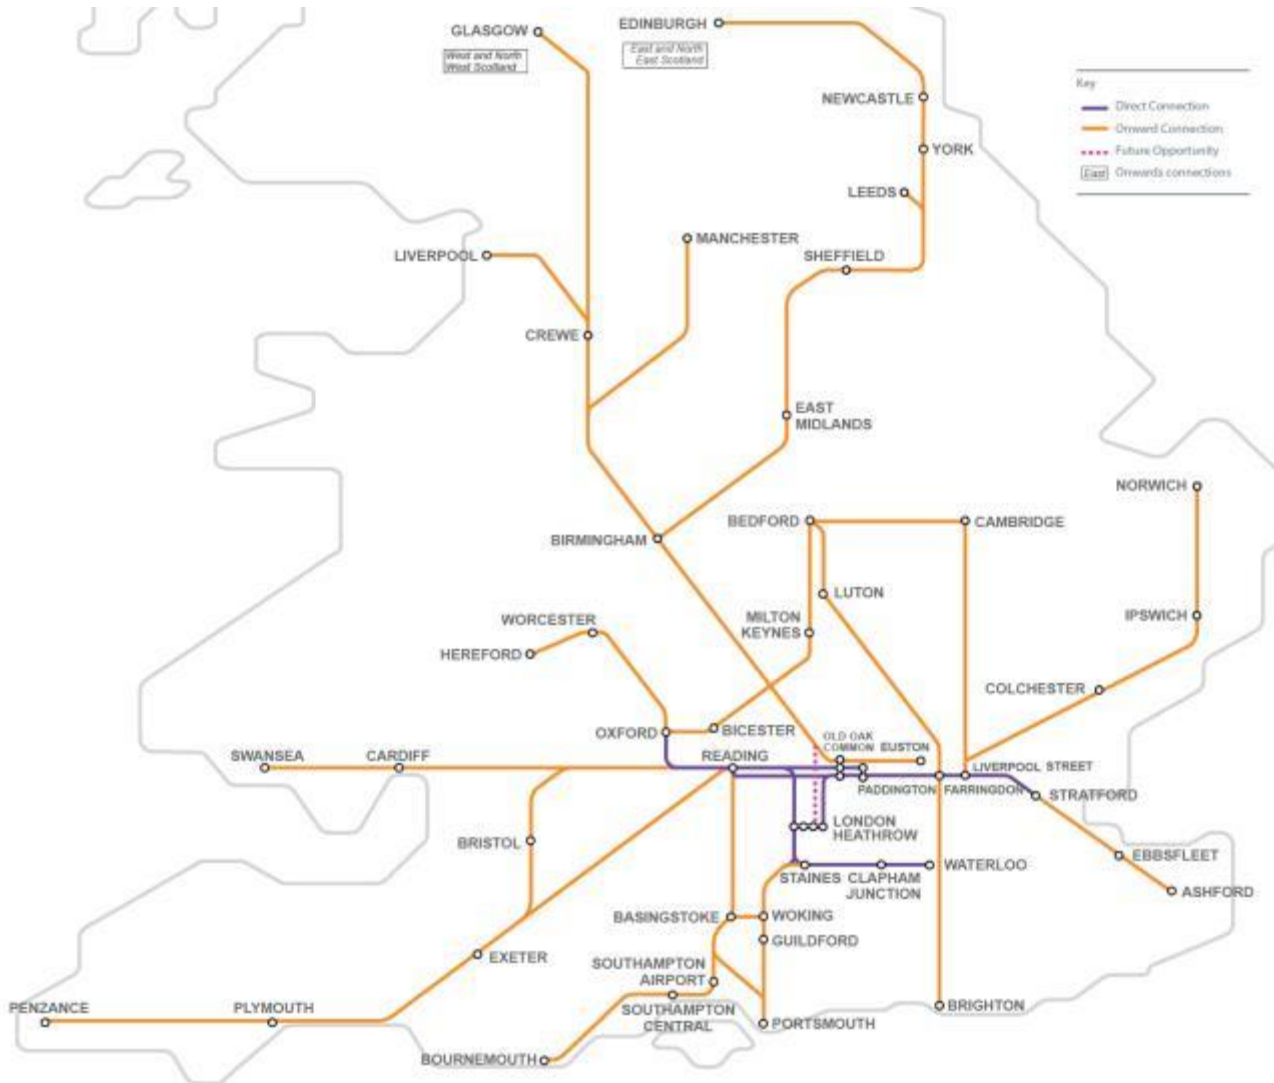 GLASGOW
West and North
West Scotland
EDINBURGH
East and North
East Scotland
Key
Direct Connection
Onward Connection
Future Opportunity
East
Onwards connections
NEWCASTLE
YORK
LEEDS
MANCHESTER
SHEFFIELD
LIVERPOOL
CREWE
EAST
MIDLANDS
NORWICH
BEDFORD
CAMBRIDGE
BIRMINGHAM
LUTON
WORCESTER
MILTON
KEYNES
IPSWICH
HEREFORD
COLCHESTER
OXFORD
BICESTER
OLD OAK
COMMON
EUSTON
SWANSEA
CARDIFF
READING
LIVERPOOL STREET
PADDINGTON
FARRINGDON
STRATFORD
BRISTOL
LONDON
HEATHROW
EBBSFLEET
STAINES
CLAPHAM
JUNCTION
WATERLOO
ASHFORD
BASINGSTOKE
WOKING
GUILDFORD
EXETER
SOUTHAMPTON
AIRPORT
PENZANCE
PLYMOUTH
SOUTHAMPTON
CENTRAL
PORTSMOUTH
BRIGHTON
BOURNEMOUTH